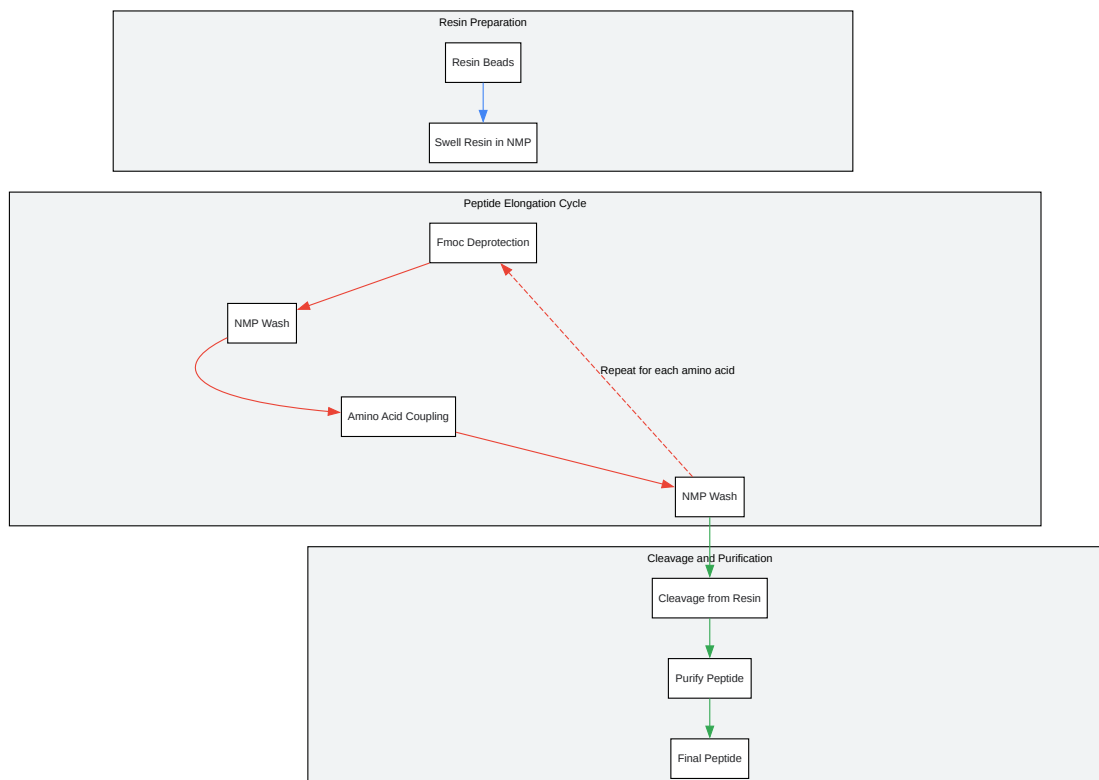 Resin Preparation
Resin Beads
Swell Resin in NMP
Peptide Elongation Cycle
Fmoc Deprotection
NMP Wash
Repeat for each amino acid
Amino Acid Coupling
NMP Wash
Cleavage and Purification
Cleavage from Resin
Purify Peptide
Final Peptide